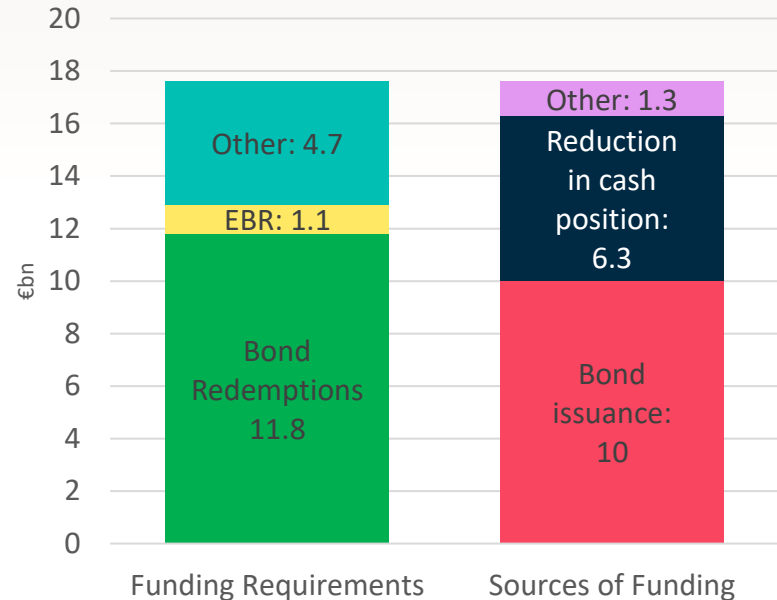 20
18
16
14
12
10
8
6
4
2
0
€bn
Other: 4.7
EBR: 1.1
Bond
Redemptions
11.8
Other: 1.3
Reduction
in cash
position:
6.3
Bond
issuance:
10
Funding Requirements
Sources of Funding